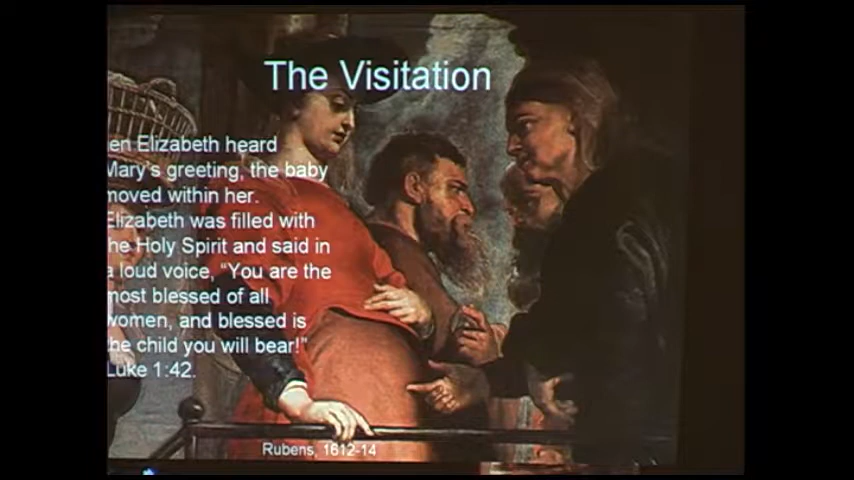 The Visitation
en Elizabeth heard
Mary's greeting, the baby
moved within her.
Elizabeth was filled with
he Holy Spirit and said in
a loud voice, "You are the
most blessed of all
women, and blessed is
the child you will bear!"
Luke 1:42.
Rubens, 1612-14